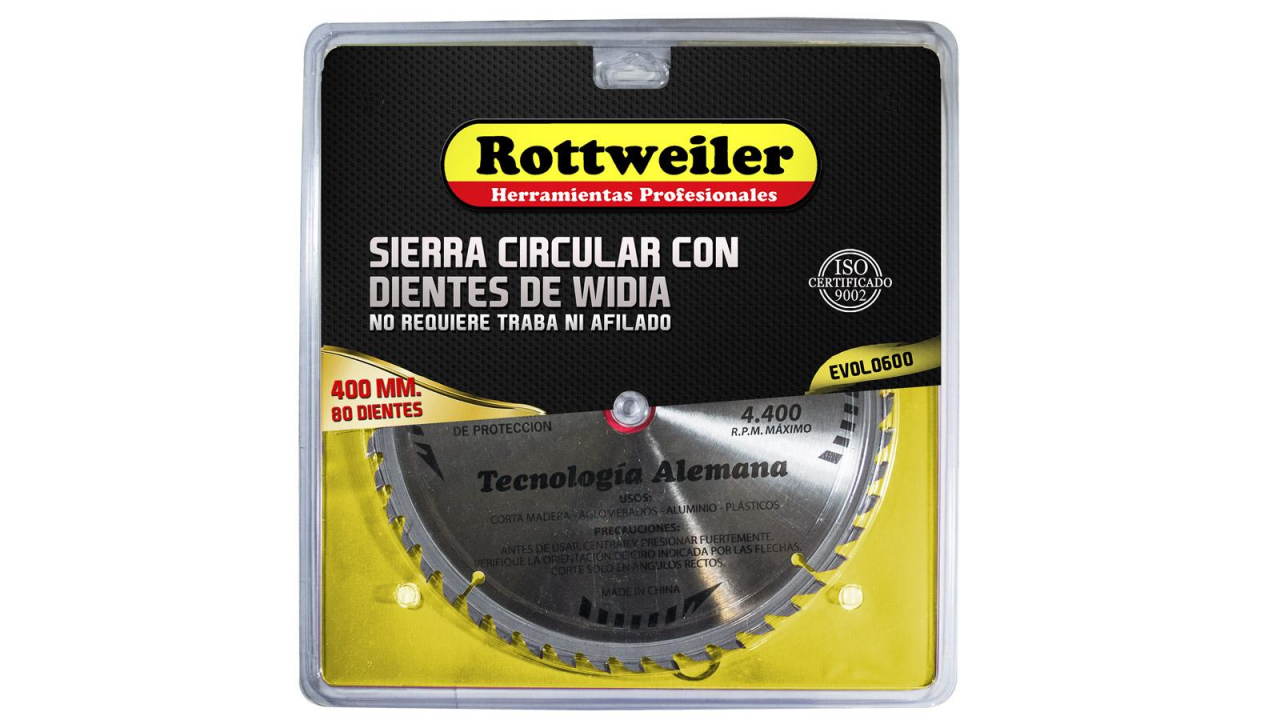 Rottweiler
Herramientas Profesionales
SIERRA CIRCULAR CON
DIENTES DE WIDIA
NO REQUIERE TRABA NI AFILADO
ISO
CERTIFICADO
9002
EVOL0600
400 MM.
80 DIENTES
DE PROTECCION
4.400
R.P.M. MÁXIMO
Tecnología Alemana
USOS:
CORTA MADERA - AGLOMERADOS - ALUMINIO - PLÁSTICOS
PRECAUCIONES:
ANTES DE USAR, CENTRAR Y PRESIONAR FUERTEMENTE.
VERIFIQUE LA ORIENTACIÓN DE GIRO INDICADA POR LAS FLECHAS.
CORTE SOLO EN ANGULOS RECTOS.
MADE IN CHINA